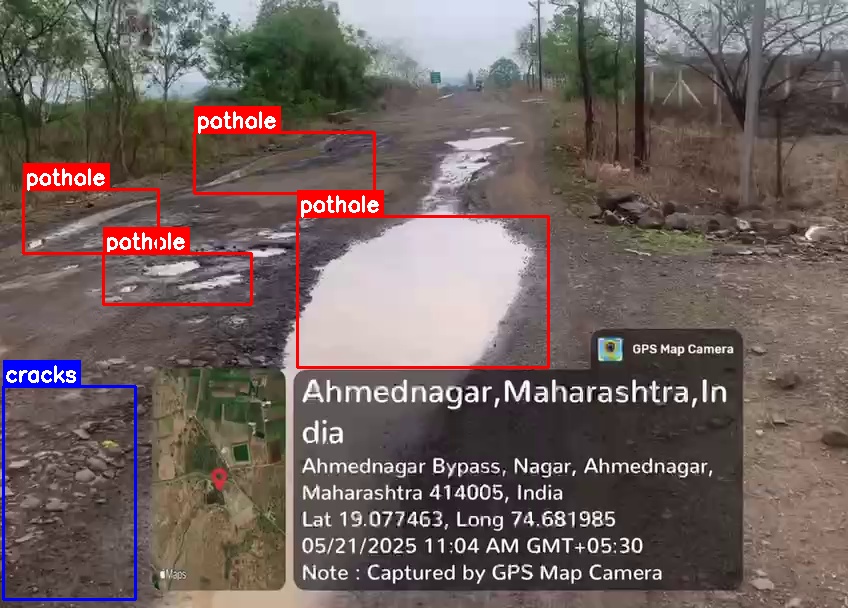 pothole
pothole
pothole
pothole
cracks
GPS Map Camera
Ahmednagar,Maharashtra,In
dia
Ahmednagar Bypass, Nagar, Ahmednagar,
Maharashtra 414005, India
Lat 19.077463, Long 74.681985
05/21/2025 11:04 AM GMT+05:30
Note : Captured by GPS Map Camera
Maps